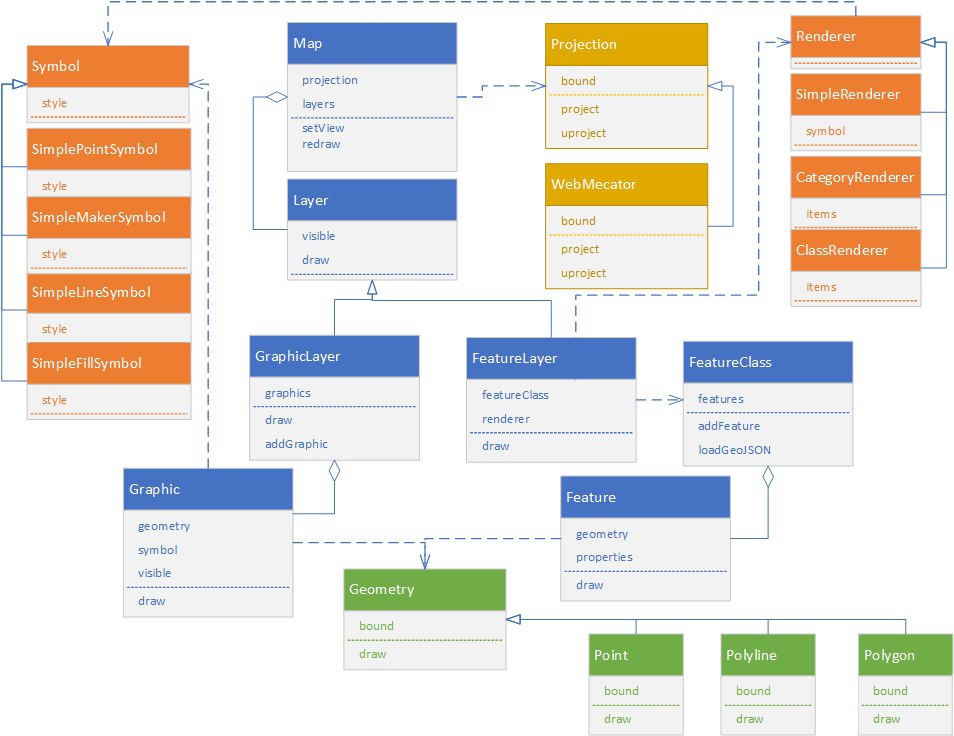 Symbol
style
SimplePointSymbol
style
SimpleMakerSymbol
style
SimpleLineSymbol
style
SimpleFillSymbol
style
Map
projection
layers
setView
redraw
Layer
visible
draw
Projection
bound
project
uproject
WebMecator
bound
project
uproject
Renderer
SimpleRenderer
symbol
CategoryRenderer
items
ClassRenderer
items
GraphicLayer
graphics
draw
addGraphic
FeatureLayer
featureClass
renderer
draw
FeatureClass
features
addFeature
loadGeoJSON
Graphic
geometry
symbol
visible
draw
Feature
geometry
properties
draw
Geometry
bound
draw
Point
bound
draw
Polyline
bound
draw
Polygon
bound
draw